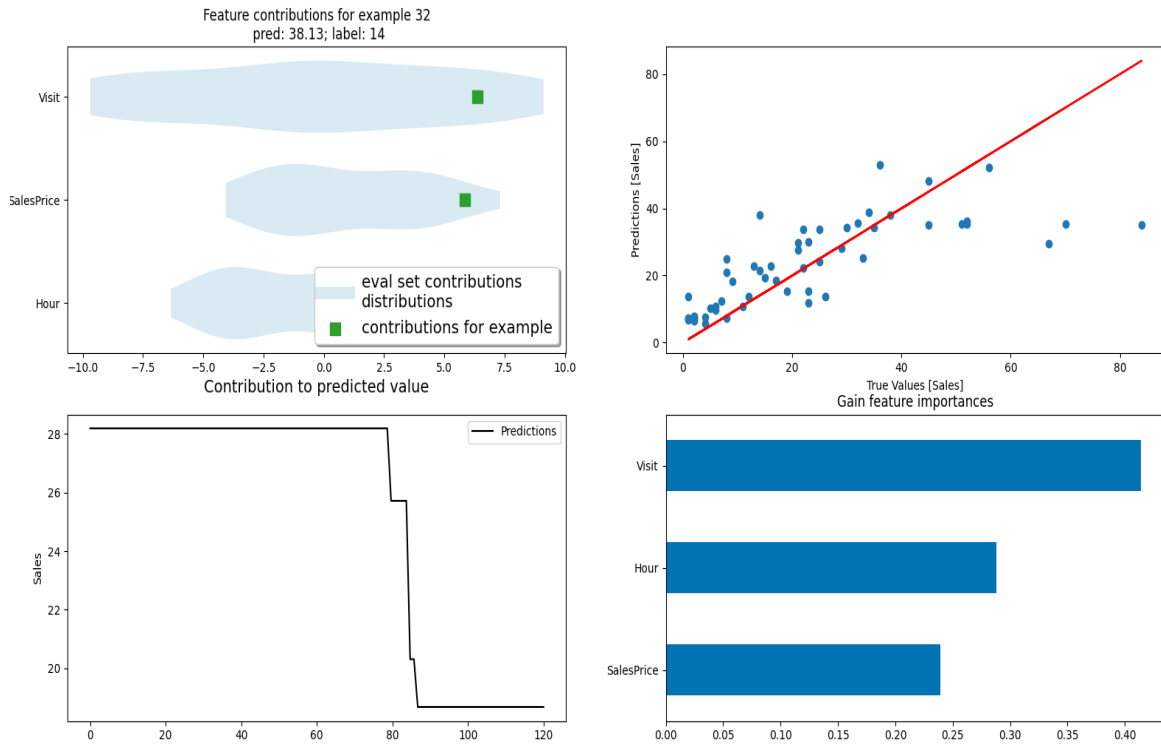 Feature contributions for example 32
pred: 38.13; label: 14
Visit
SalesPrice
Hour
eval set contributions
distributions
contributions for example
−10.0 −7.5 −5.0 −2.5 0.0 2.5 5.0 7.5 10.0
Contribution to predicted value
Predictions [Sales]
80
60
40
20
0
0 20 40 60 80
True Values [Sales]
Sales
28
26
24
22
20
Predictions
0 20 40 60 80 100 120
Gain feature importances
Visit
Hour
SalesPrice
0.00 0.05 0.10 0.15 0.20 0.25 0.30 0.35 0.40